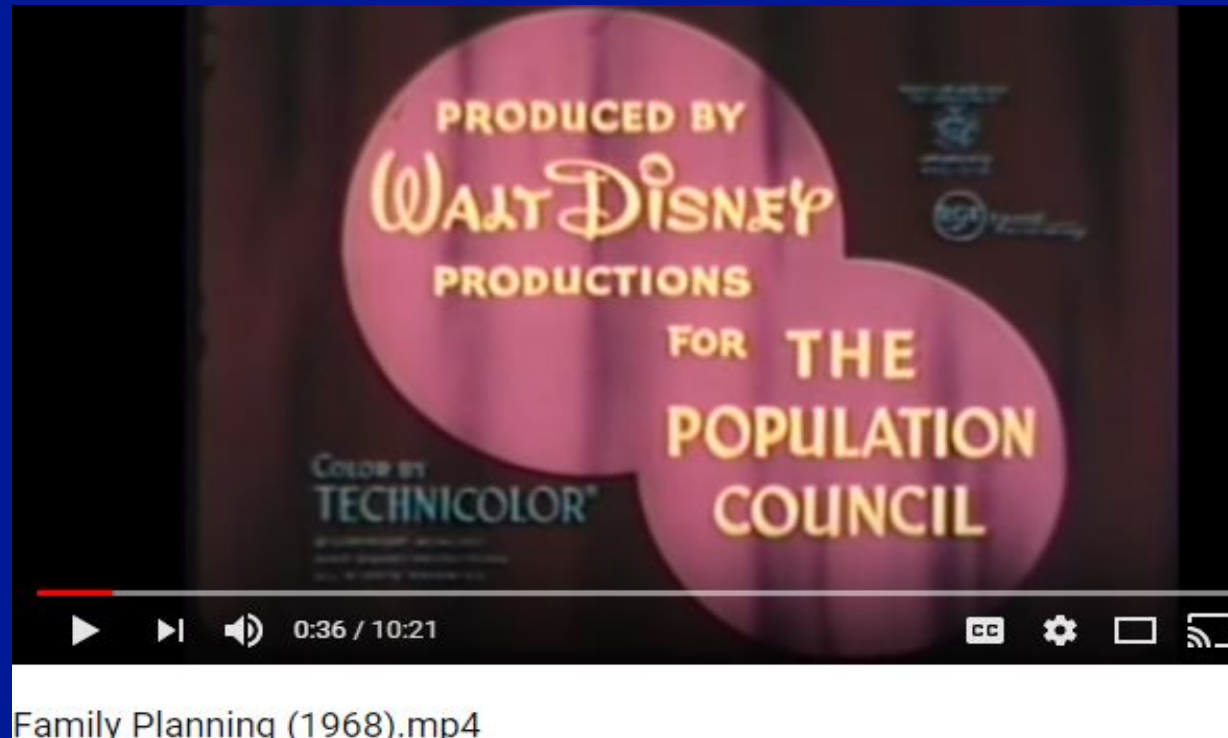 PRODUCED BY
WALT DISNEY
PRODUCTIONS
FOR THE
POPULATION
COUNCIL
COLOR BY
TECHNICOLOR®
0:36 / 10:21
CC
Family Planning (1968).mp4